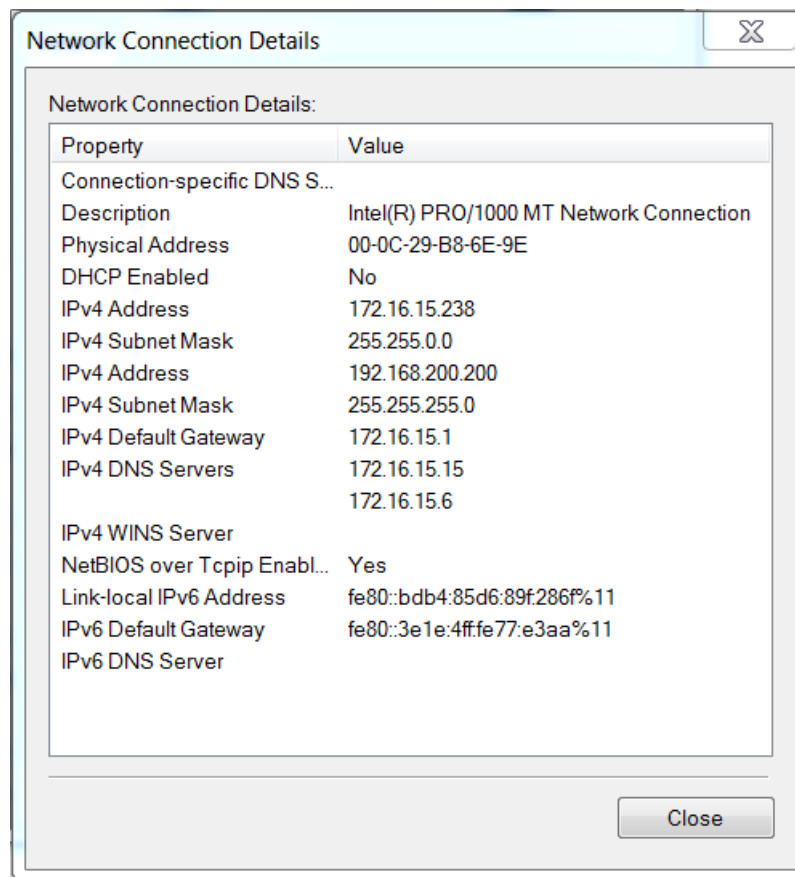 Network Connection Details
Network Connection Details:
Property Value
Connection-specific DNS S...
Description Intel(R) PRO/1000 MT Network Connection
Physical Address 00-0C-29-B8-6E-9E
DHCP Enabled No
IPv4 Address 172.16.15.238
IPv4 Subnet Mask 255.255.0.0
IPv4 Address 192.168.200.200
IPv4 Subnet Mask 255.255.255.0
IPv4 Default Gateway 172.16.15.1
IPv4 DNS Servers 172.16.15.15
172.16.15.6
IPv4 WINS Server
NetBIOS over Tcpip Enabl... Yes
Link-local IPv6 Address fe80::bdb4:85d6:89f:286f%11
IPv6 Default Gateway fe80::3e1e:4ff:fe77:e3aa%11
IPv6 DNS Server
Close